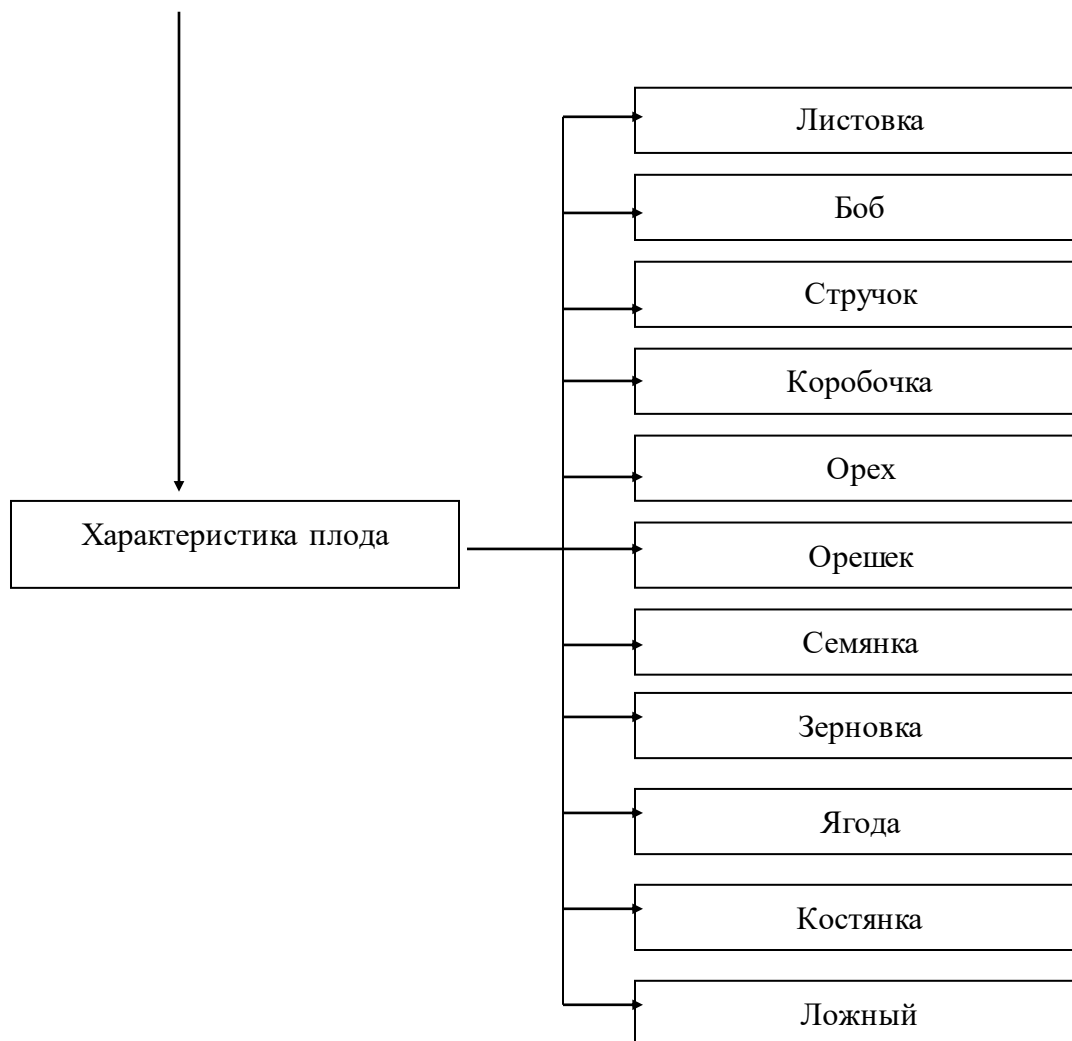 Листовка
Боб
Стручок
Коробочка
Орех
Характеристика плода
Орешек
Семянка
Зерновка
Ягода
Костянка
Ложный